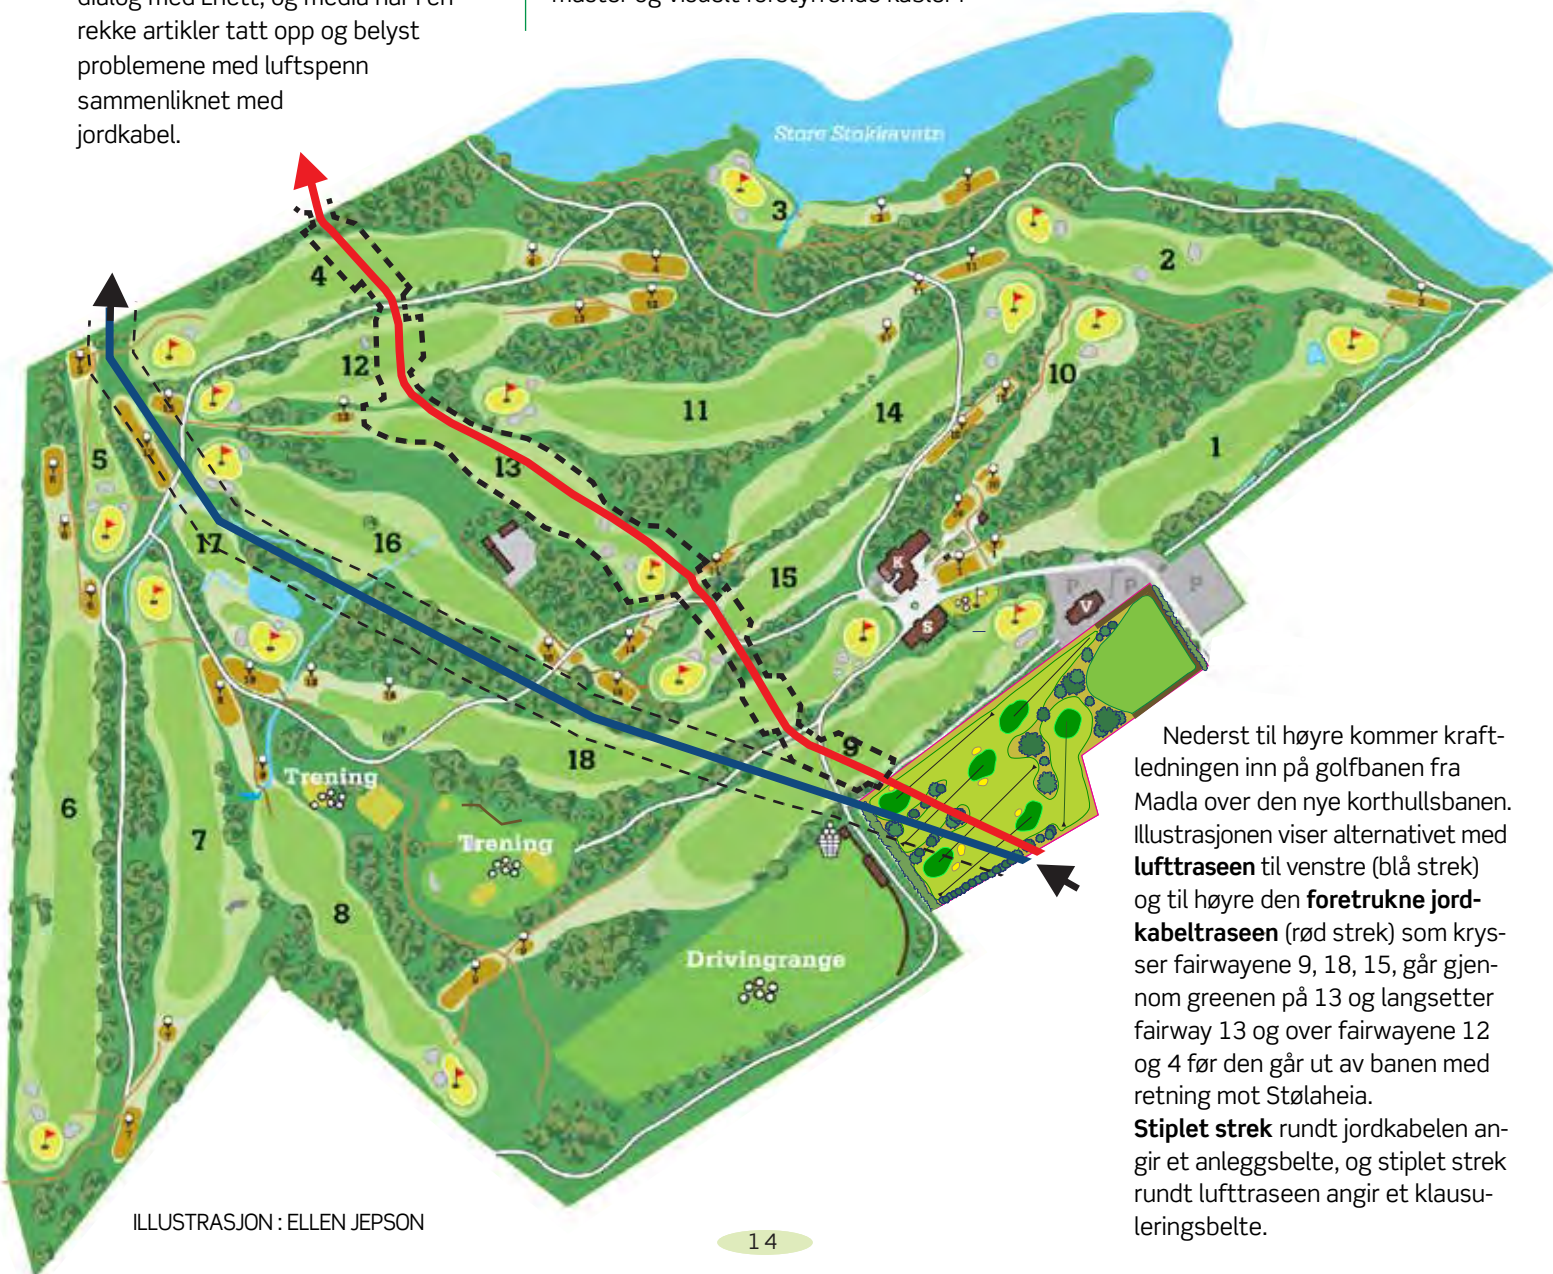 rekke artikler tatt opp og belyst
problemene med luftspenn
sammenliknet med
jordkabel.
Store Stokkavatn
3
2
4
12
11
14
10
1
13
5
17
16
15
K
S
V
P
P
P
9
18
6
7
8
Trening
Trening
Drivingrange
Nederst til høyre kommer kraft-
ledningen inn på golfbanen fra
Madla over den nye korthullsbanen.
Illustrasjonen viser alternativet med
lufttraseen til venstre (blå strek)
og til høyre den foretrukne jord-
kabeltraseen (rød strek) som krys-
ser fairwayene 9, 18, 15, går gjen-
nom greenen på 13 og langsetter
fairway 13 og over fairwayene 12
og 4 før den går ut av banen med
retning mot Stølaheia.
Stiplet strek rundt jordkabelen an-
gir et anleggsbelte, og stiplet strek
rundt lufttraseen angir et klausu-
leringsbelte.
ILLUSTRASJON : ELLEN JEPSON
14